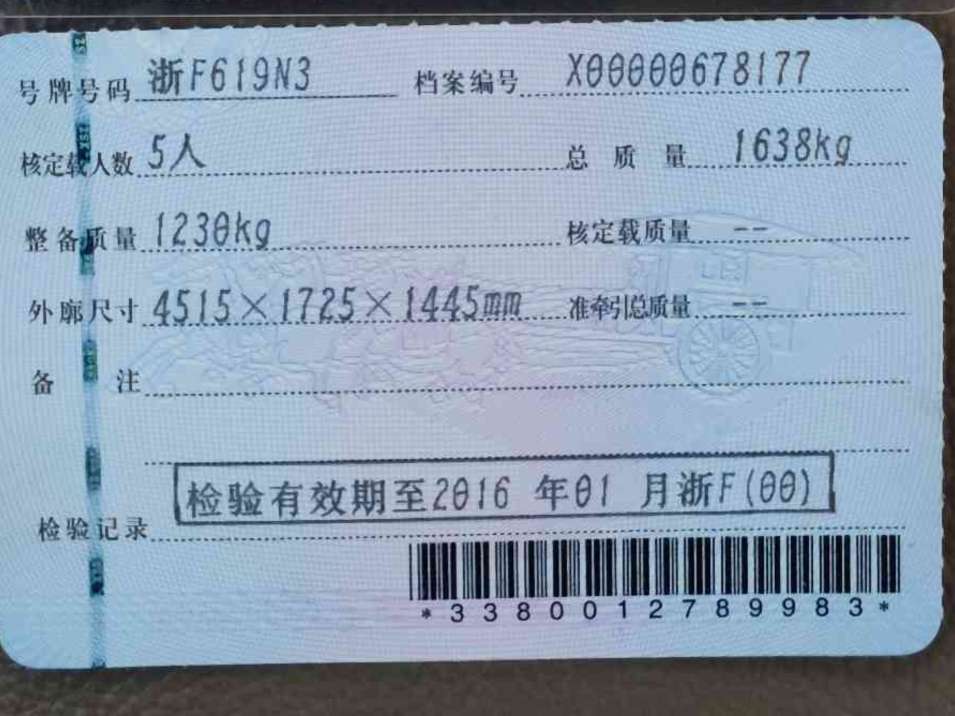 号牌号码 浙F619N3 档案编号 X00000678177
核定载人数 5人 总质量 1638kg
整备质量 1230kg 核定载质量 --
外廓尺寸 4515×1725×1445mm 准牵引总质量 --
备注
检验有效期至2016 年01 月浙F(00)
检验记录
*3380012789983*